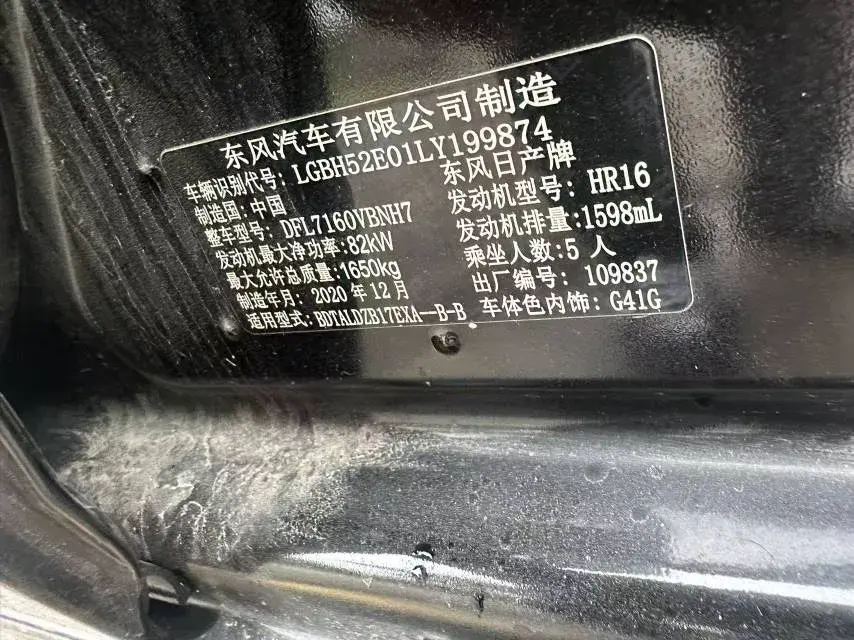 东风汽车有限公司制造
车辆识别代号: LGBH52E01LY199874
制造国: 中国 东风日产牌
整车型号: DFL7160VBNH7 发动机型号: HR16
发动机最大净功率:82kW 发动机排量:1598mL
最大允许总质量:1650kg 乘坐人数:5 人
制造年月: 2020 年 12 月 出厂编号: 109837
适用型式: BDTALDZB17EXA--B-B 车体色内饰: G41G